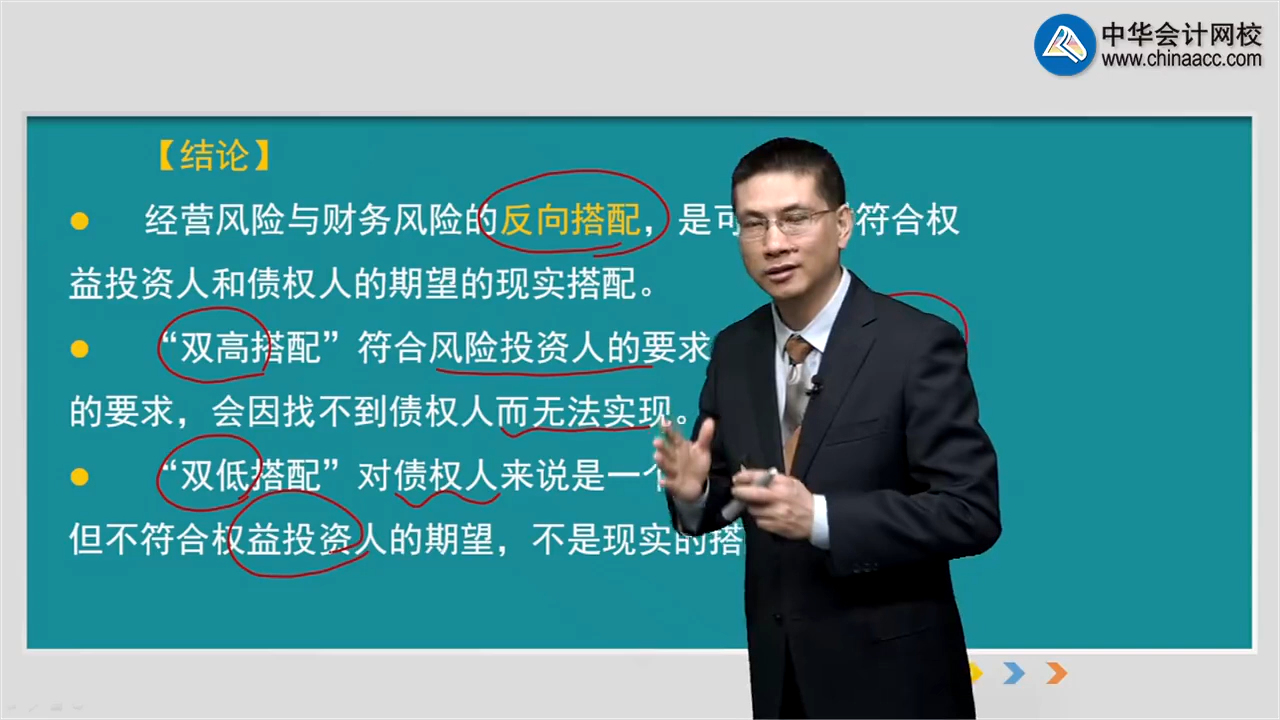 中华会计网校
www.chinaacc.com
【结论】
经营风险与财务风险的反向搭配，是可 符合权
益投资人和债权人的期望的现实搭配。
“双高搭配”符合风险投资人的要求
的要求，会因找不到债权人而无法实现。
“双低搭配”对债权人来说是一个
但不符合权益投资人的期望，不是现实的搭